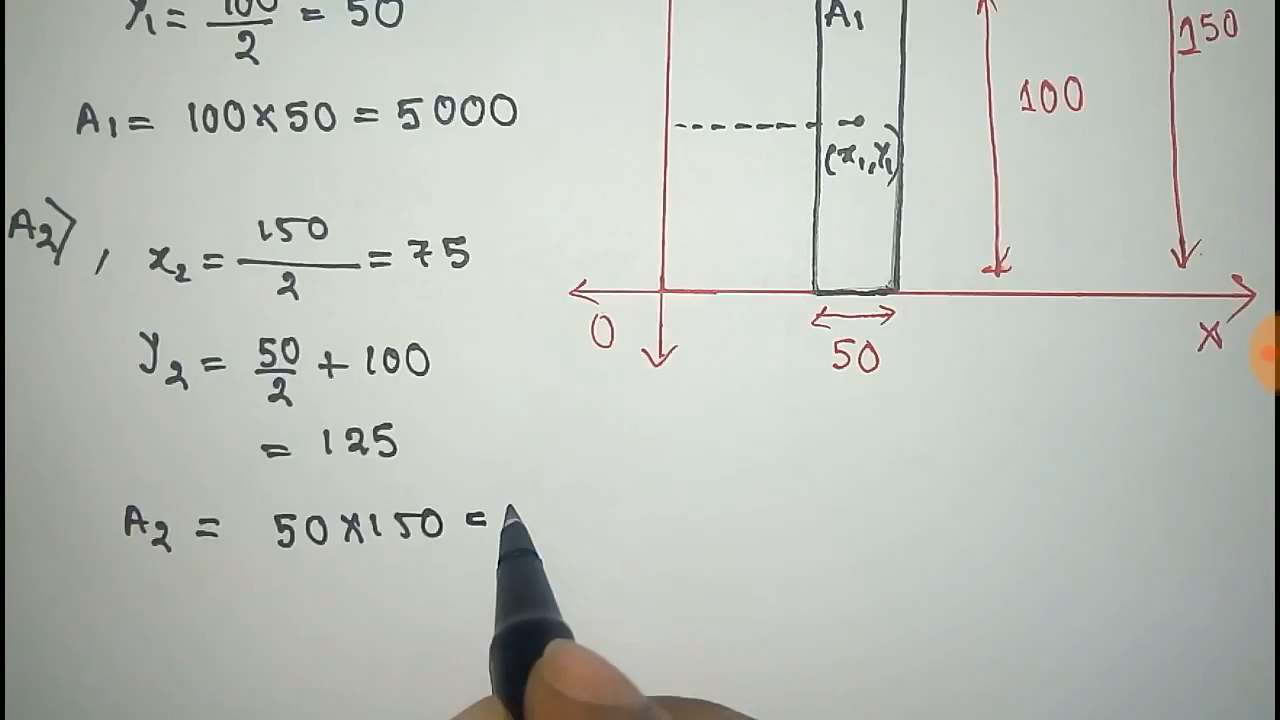 Y₁ = 100/2 = 50
A₁ = 100×50 = 5000
A₂⟩, x₂ = 150/2 = 75
Y₂ = 50/2 + 100
= 125
A₂ = 50×150 =
A₁
150
100
(x₁,Y₁)
O
50
X